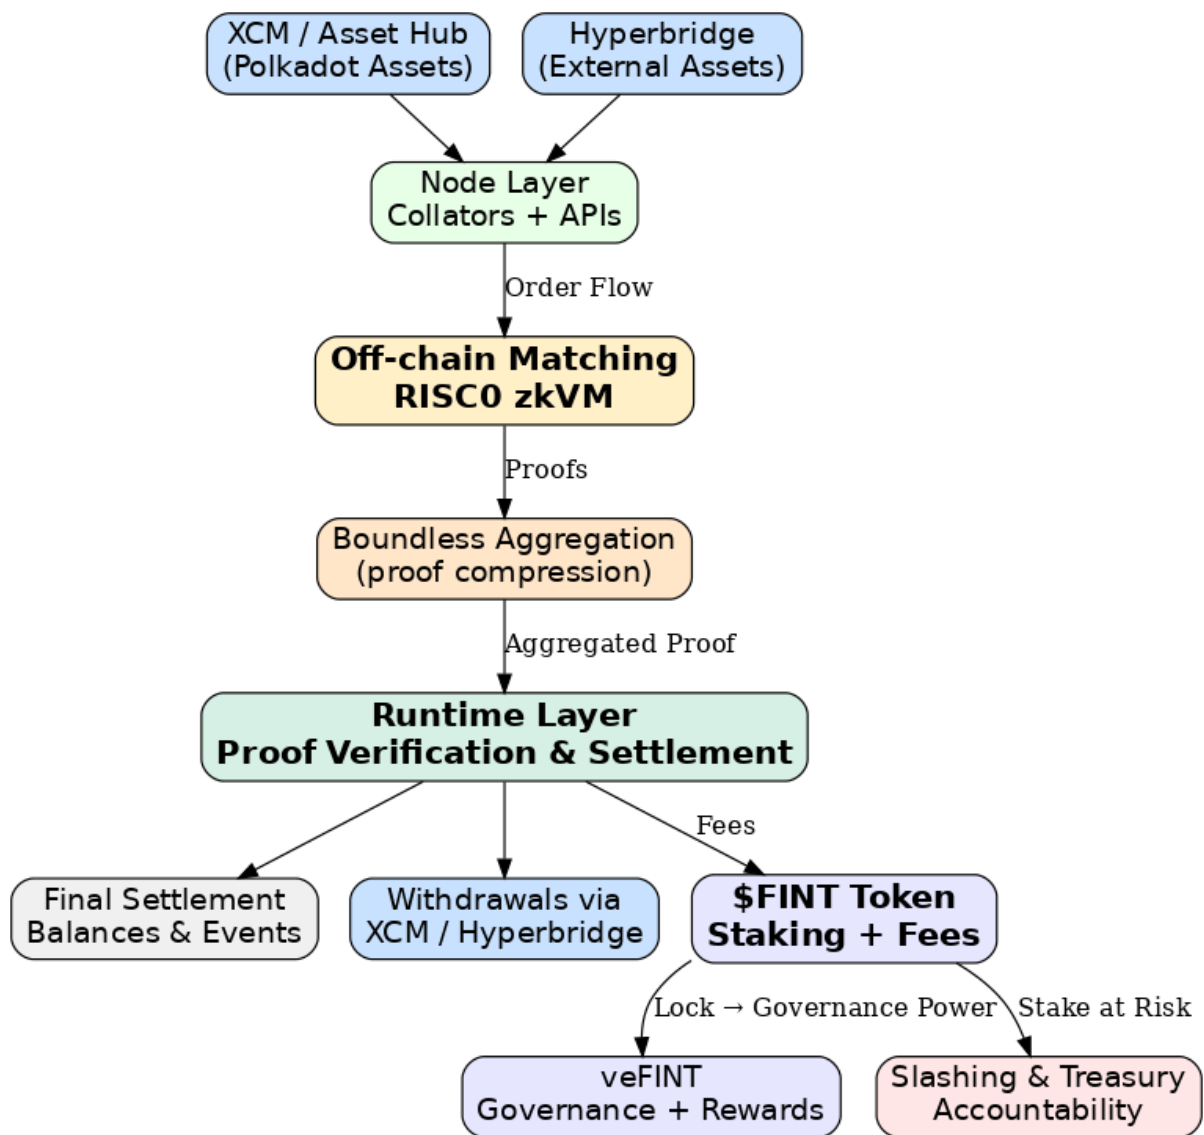 XCM / Asset Hub
(Polkadot Assets)
Hyperbridge
(External Assets)
Node Layer
Collators + APIs
Order Flow
Off-chain Matching
RISC0 zkVM
Proofs
Boundless Aggregation
(proof compression)
Aggregated Proof
Runtime Layer
Proof Verification & Settlement
Fees
Final Settlement
Balances & Events
Withdrawals via
XCM / Hyperbridge
$FINT Token
Staking + Fees
Lock → Governance Power
Stake at Risk
veFINT
Governance + Rewards
Slashing & Treasury
Accountability